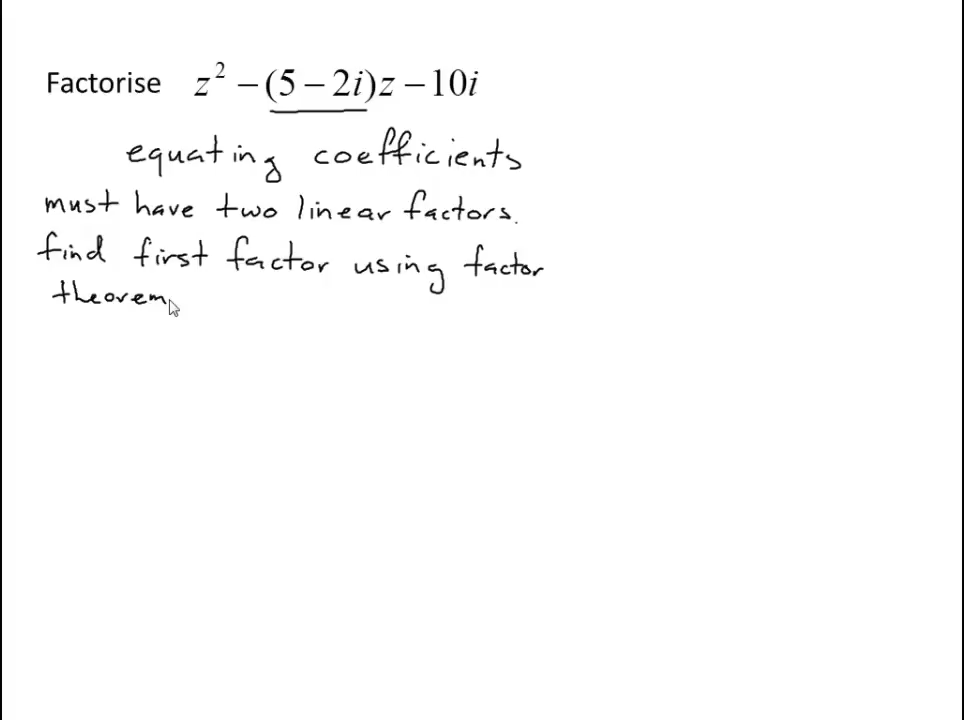 Factorise z² – (5 – 2i)z – 10i
equating coefficients
must have two linear factors.
find first factor using factor
theorem